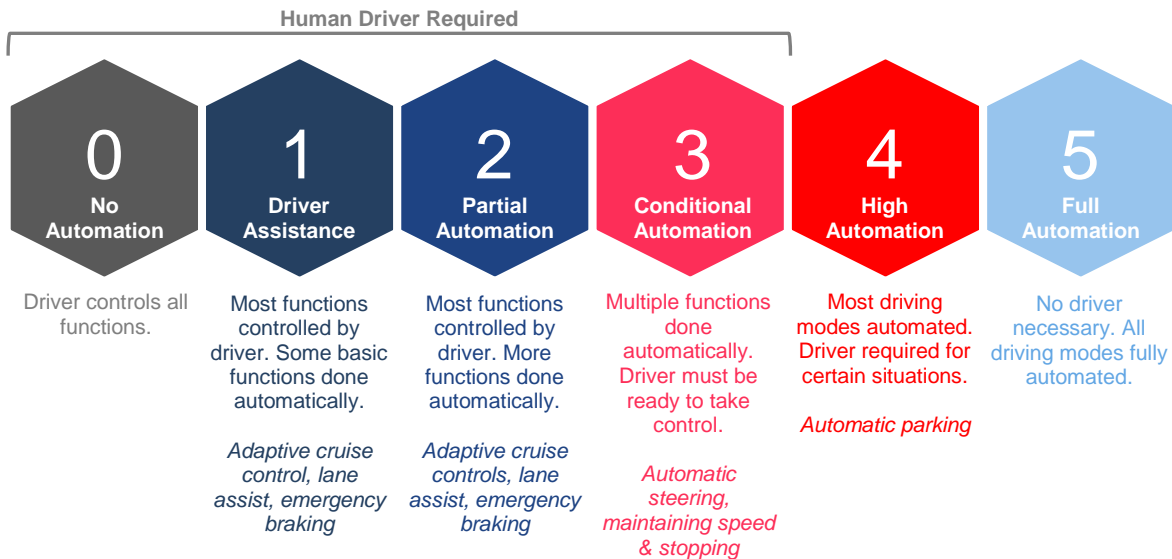 Human Driver Required
0
No
Automation
1
Driver
Assistance
2
Partial
Automation
3
Conditional
Automation
4
High
Automation
5
Full
Automation
Driver controls all
functions.
Most functions
controlled by
driver. Some basic
functions done
automatically.
Adaptive cruise
control, lane
assist, emergency
braking
Most functions
controlled by
driver. More
functions done
automatically.
Adaptive cruise
controls, lane
assist, emergency
braking
Multiple functions
done
automatically.
Driver must be
ready to take
control.
Automatic
steering,
maintaining speed
& stopping
Most driving
modes automated.
Driver required for
certain situations.
Automatic parking
No driver
necessary. All
driving modes fully
automated.